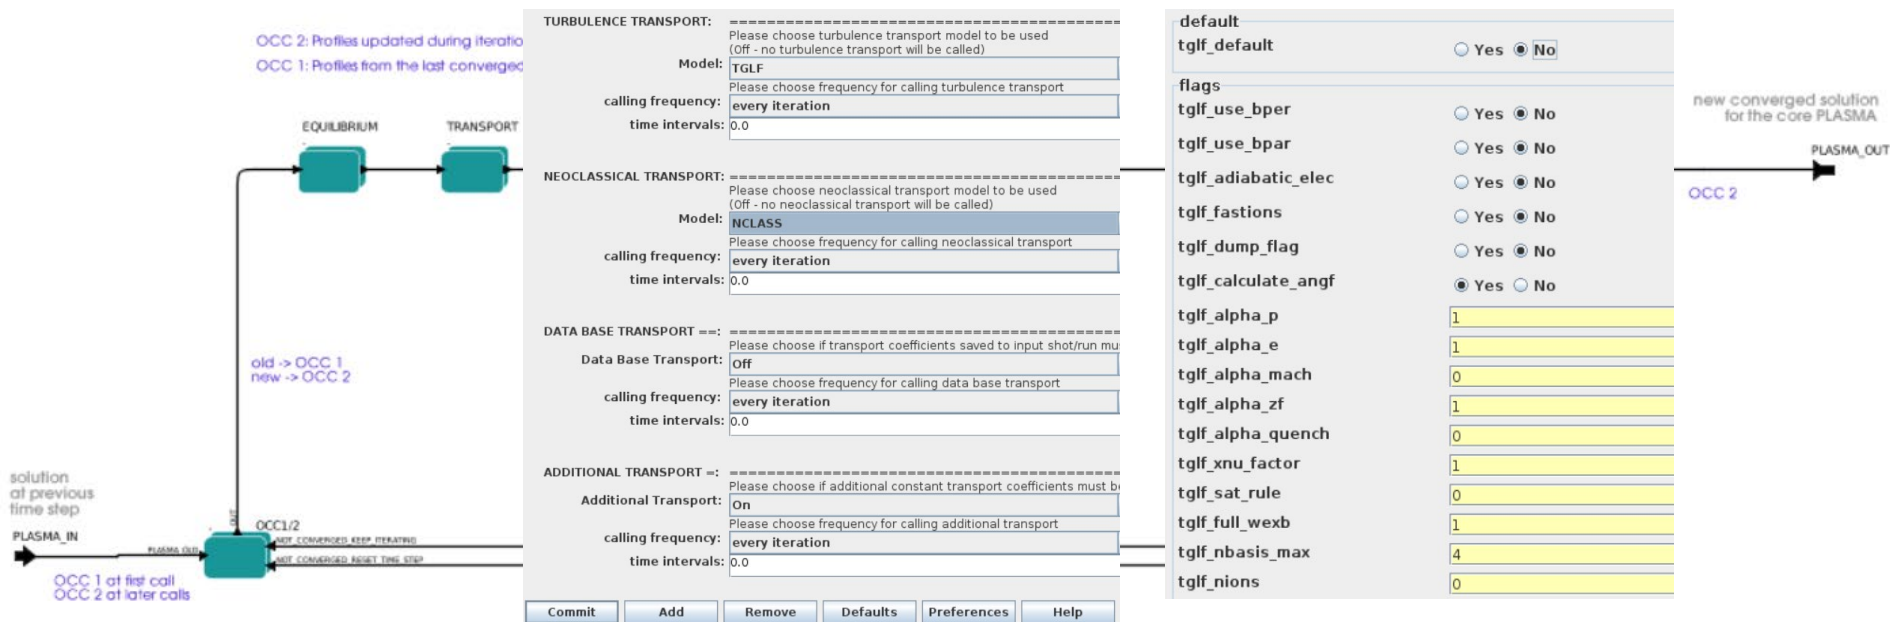 OCC 2: Profiles updated during iteratio
OCC 1: Profiles from the last converged
EQUILIBRIUM
TRANSPORT
old -> OCC 1
new -> OCC 2
solution
at previous
time step
PLASMA_IN
PLASMA_OLD
OUT
OCC1/2
NOT_CONVERGED_KEEP_ITERATING
NOT_CONVERGED_RESET_TIME_STEP
OCC 1 at first call
OCC 2 at later calls
TURBULENCE TRANSPORT: ========================================
Please choose turbulence transport model to be used
(Off - no turbulence transport will be called)
Model: TGLF
Please choose frequency for calling turbulence transport
calling frequency: every iteration
time intervals: 0.0
NEOCLASSICAL TRANSPORT: ========================================
Please choose neoclassical transport model to be used
(Off - no neoclassical transport will be called)
Model: NCLASS
Please choose frequency for calling neoclassical transport
calling frequency: every iteration
time intervals: 0.0
DATA BASE TRANSPORT ==: ========================================
Please choose if transport coefficients saved to input shot/run mu
Data Base Transport: Off
Please choose frequency for calling data base transport
calling frequency: every iteration
time intervals: 0.0
ADDITIONAL TRANSPORT =: ========================================
Please choose if additional constant transport coefficients must b
Additional Transport: On
Please choose frequency for calling additional transport
calling frequency: every iteration
time intervals: 0.0
Commit Add Remove Defaults Preferences Help
default
tglf_default Yes No
flags
tglf_use_bper Yes No
tglf_use_bpar Yes No
tglf_adiabatic_elec Yes No
tglf_fastions Yes No
tglf_dump_flag Yes No
tglf_calculate_angf Yes No
tglf_alpha_p 1
tglf_alpha_e 1
tglf_alpha_mach 0
tglf_alpha_zf 1
tglf_alpha_quench 0
tglf_xnu_factor 1
tglf_sat_rule 0
tglf_full_wexb 1
tglf_nbasis_max 4
tglf_nions 0
new converged solution
for the core PLASMA
PLASMA_OUT
OCC 2